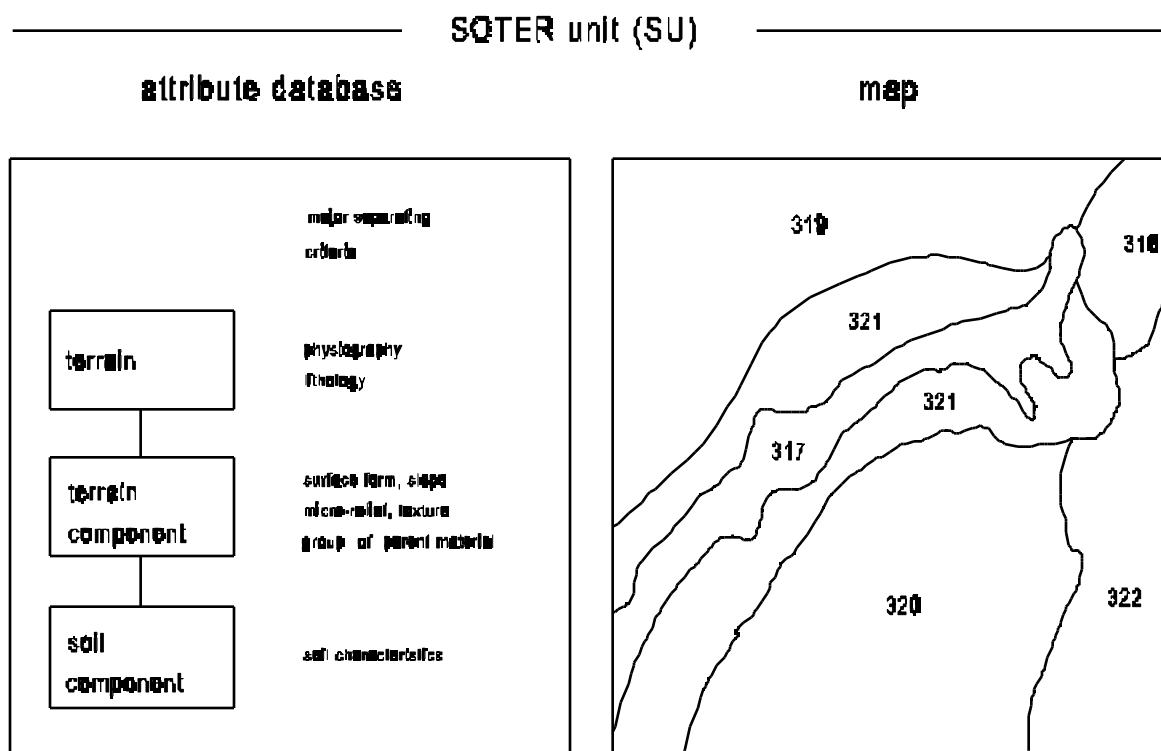 SOTER unit (SU)
attribute database
map
major separating
criteria
terrain
physiography
lithology
terrain
component
surface form, slope
micro-relief, texture
group of parent material
soil
component
soil characteristics
319
318
321
321
317
320
322